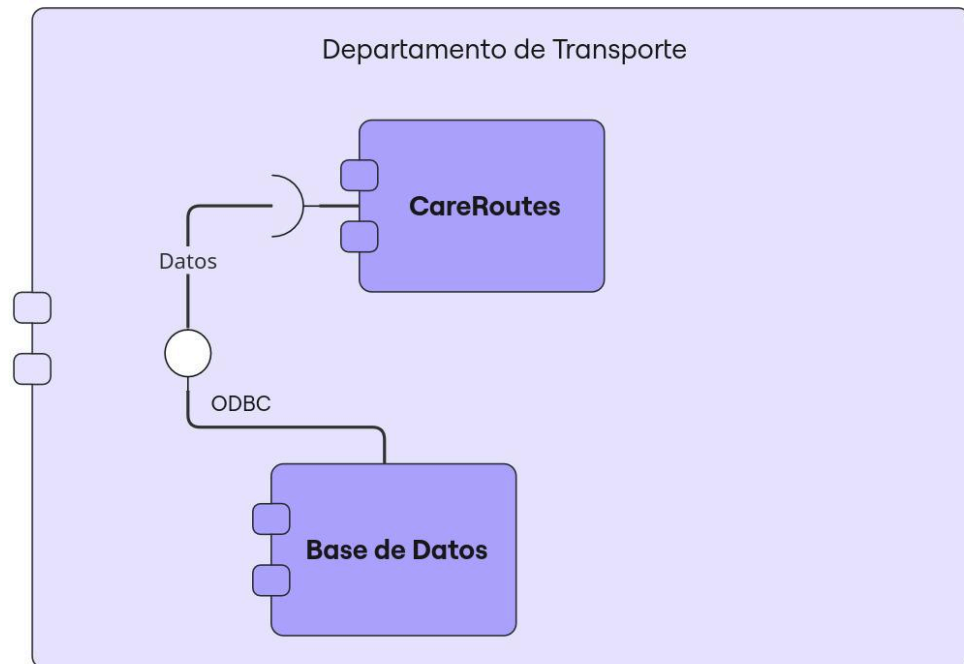 Departamento de Transporte
CareRoutes
Datos
ODBC
Base de Datos